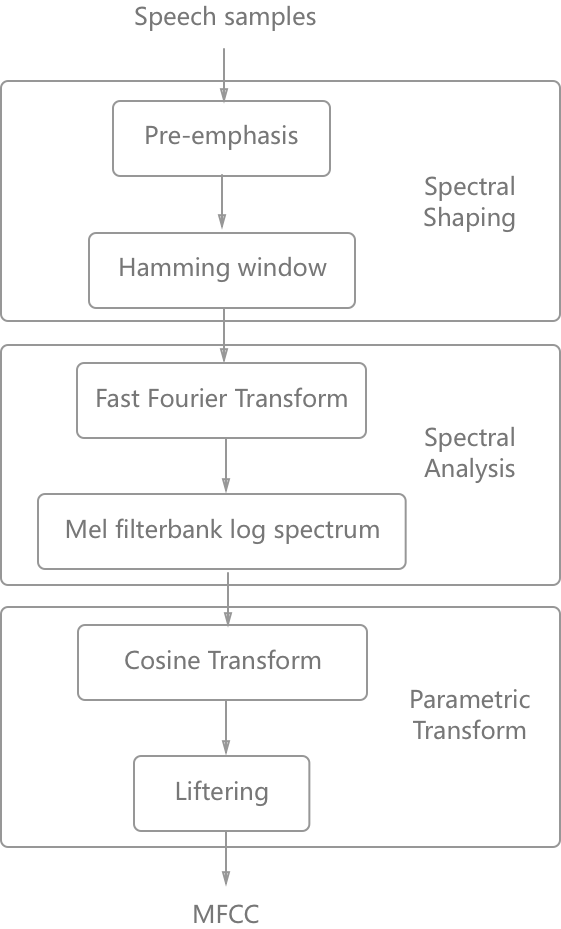 Speech samples
Pre-emphasis
Spectral
Shaping
Hamming window
Fast Fourier Transform
Spectral
Analysis
Mel filterbank log spectrum
Cosine Transform
Parametric
Transform
Liftering
MFCC